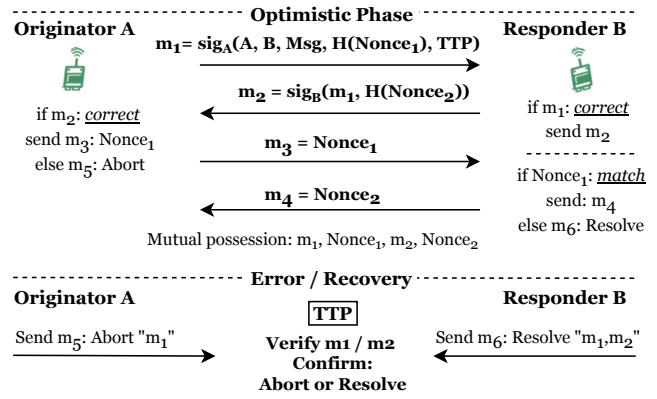 Optimistic Phase
Originator A
Responder B
m₁= sigA(A, B, Msg, H(Nonce₁), TTP)
m₂ = sigB(m₁, H(Nonce₂))
if m₂: correct
send m₃: Nonce₁
else m₅: Abort
if m₁: correct
send m₂
m₃ = Nonce₁
if Nonce₁: match
send: m₄
else m₆: Resolve
m₄ = Nonce₂
Mutual possession: m₁, Nonce₁, m₂, Nonce₂
Error / Recovery
Originator A
Responder B
TTP
Send m₅: Abort "m₁"
Send m₆: Resolve "m₁,m₂"
Verify m1 / m2
Confirm:
Abort or Resolve